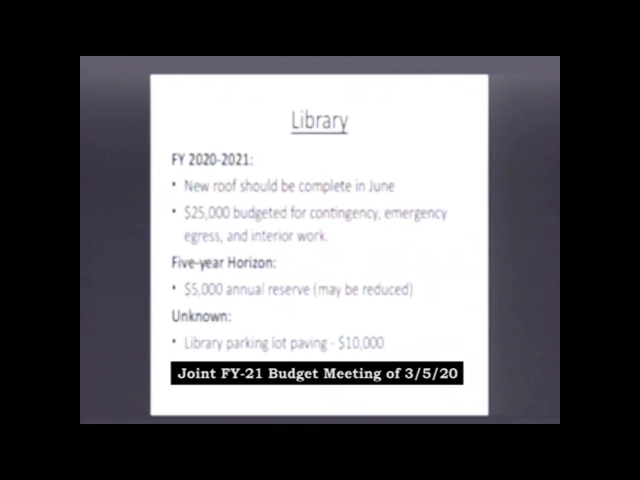 Library
FY 2020-2021:
• New roof should be complete in June
• $25,000 budgeted for contingency, emergency
egress, and interior work.
Five-year Horizon:
• $5,000 annual reserve (may be reduced)
Unknown:
• Library parking lot paving - $10,000
Joint FY-21 Budget Meeting of 3/5/20